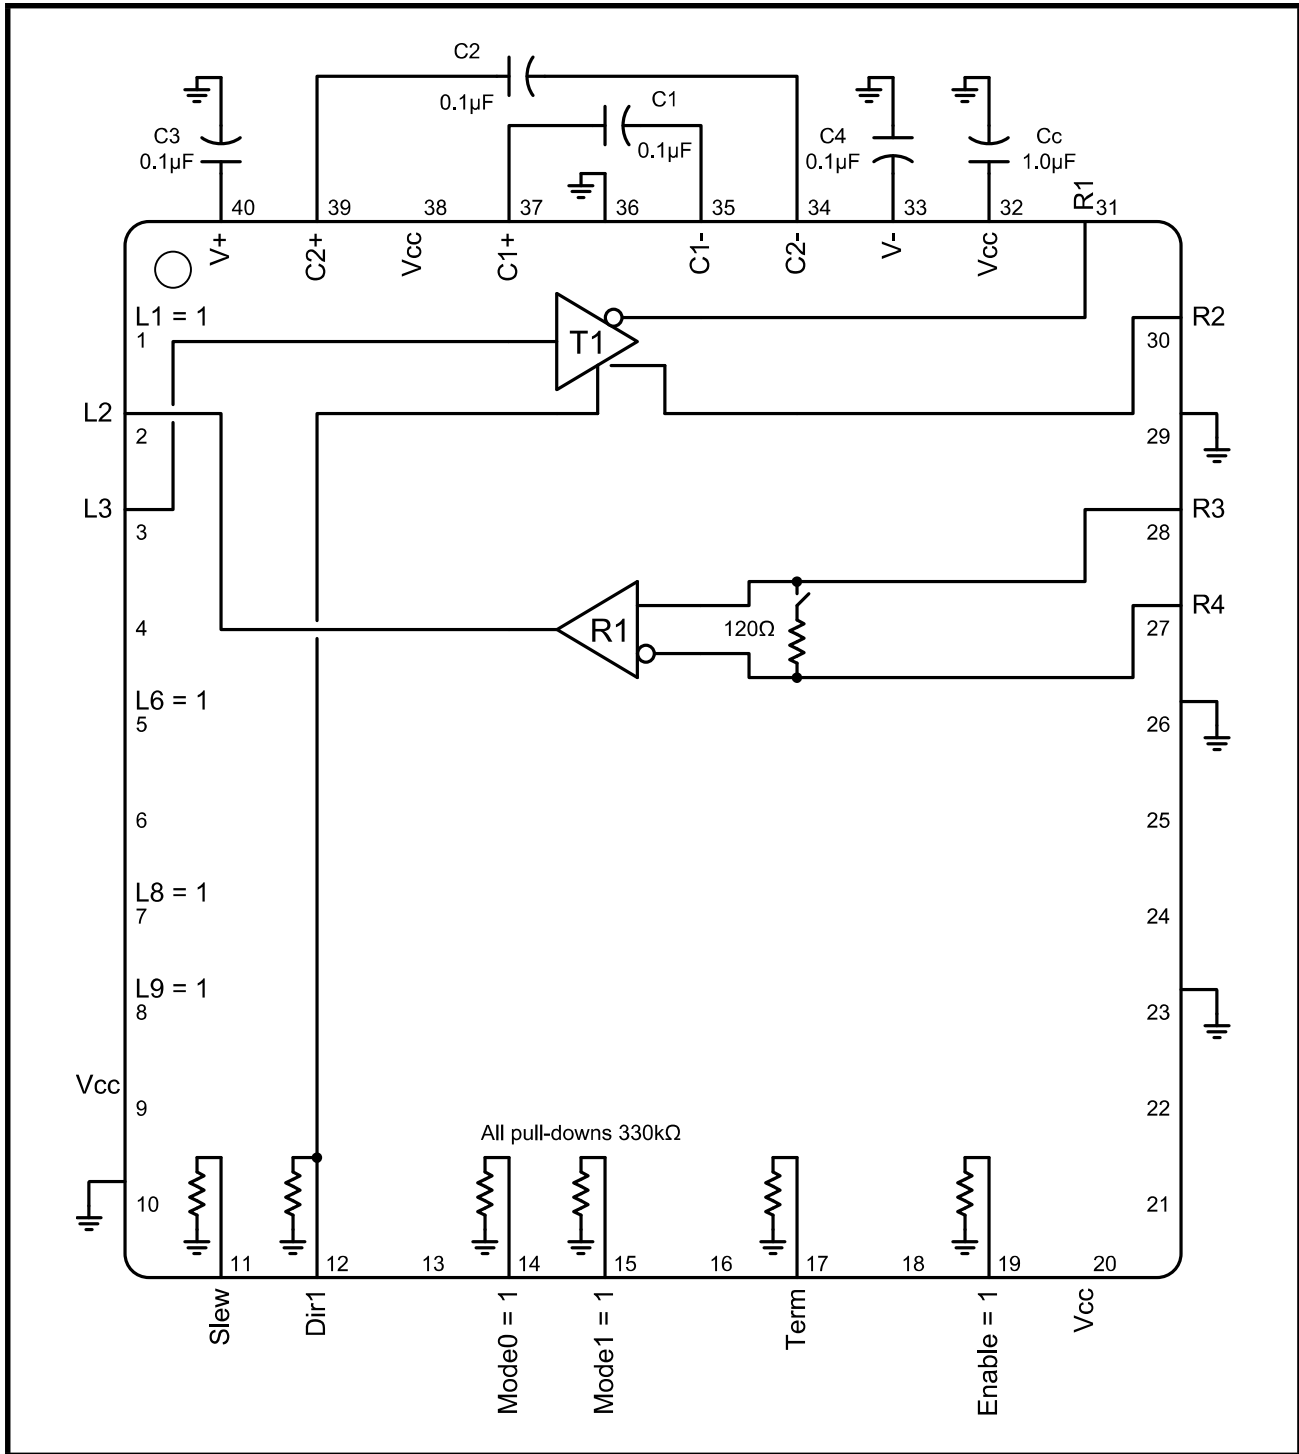 C2
0.1µF
C1
0.1µF
C3
0.1µF
C4
0.1µF
Cc
1.0µF
R1
40
39
38
37
36
35
34
33
32
31
V+
C2+
Vcc
C1+
C1-
C2-
V-
Vcc
L1 = 1
1
T1
R2
30
L2
2
29
L3
3
R3
28
4
R1
120Ω
R4
27
L6 = 1
5
26
6
25
L8 = 1
7
24
L9 = 1
8
23
Vcc
9
22
All pull-downs 330kΩ
10
21
11
12
13
14
15
16
17
18
19
20
Slew
Dir1
Mode0 = 1
Mode1 = 1
Term
Enable = 1
Vcc